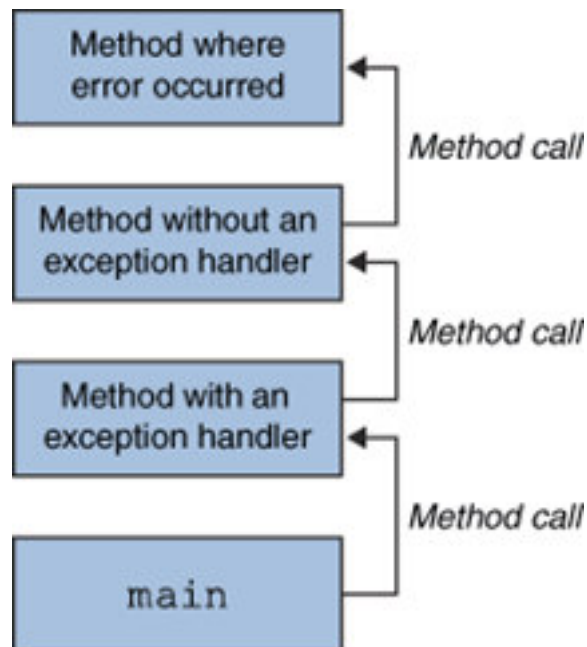 Method where
error occurred
Method call
Method without an
exception handler
Method call
Method with an
exception handler
Method call
main